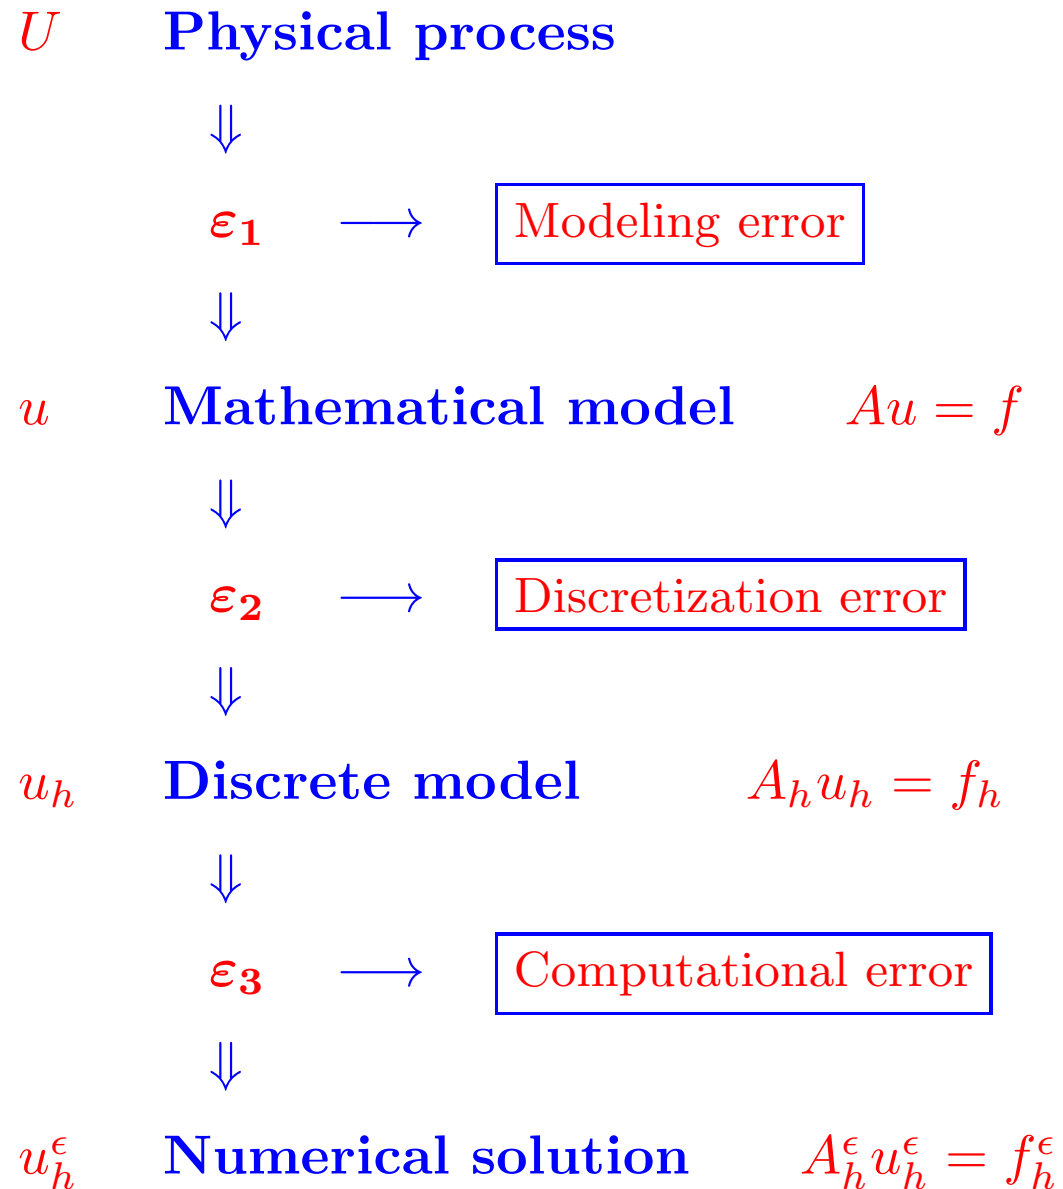 U Physical process
⇓
ε₁ ⟶ Modeling error
⇓
u Mathematical model Au = f
⇓
ε₂ ⟶ Discretization error
⇓
u_h Discrete model A_h u_h = f_h
⇓
ε₃ ⟶ Computational error
⇓
u_h^ϵ Numerical solution A_h^ϵ u_h^ϵ = f_h^ϵ